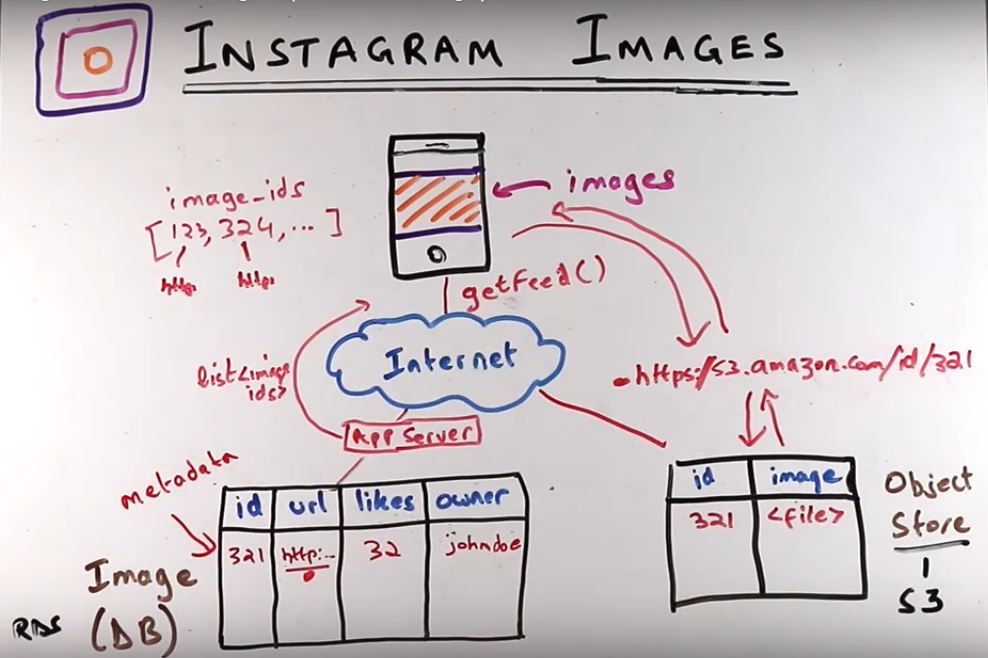 INSTAGRAM IMAGES
image_ids
[123, 324, ... ]
http: http:
images
getFeed()
Internet
list<image
ids>
App Server
https://s3.amazon.com/id/321
metadata
id url likes owner
321 http:-- 32 johndoe
Image
(DB)
RDS
id image
321 <file>
Object
Store
S3